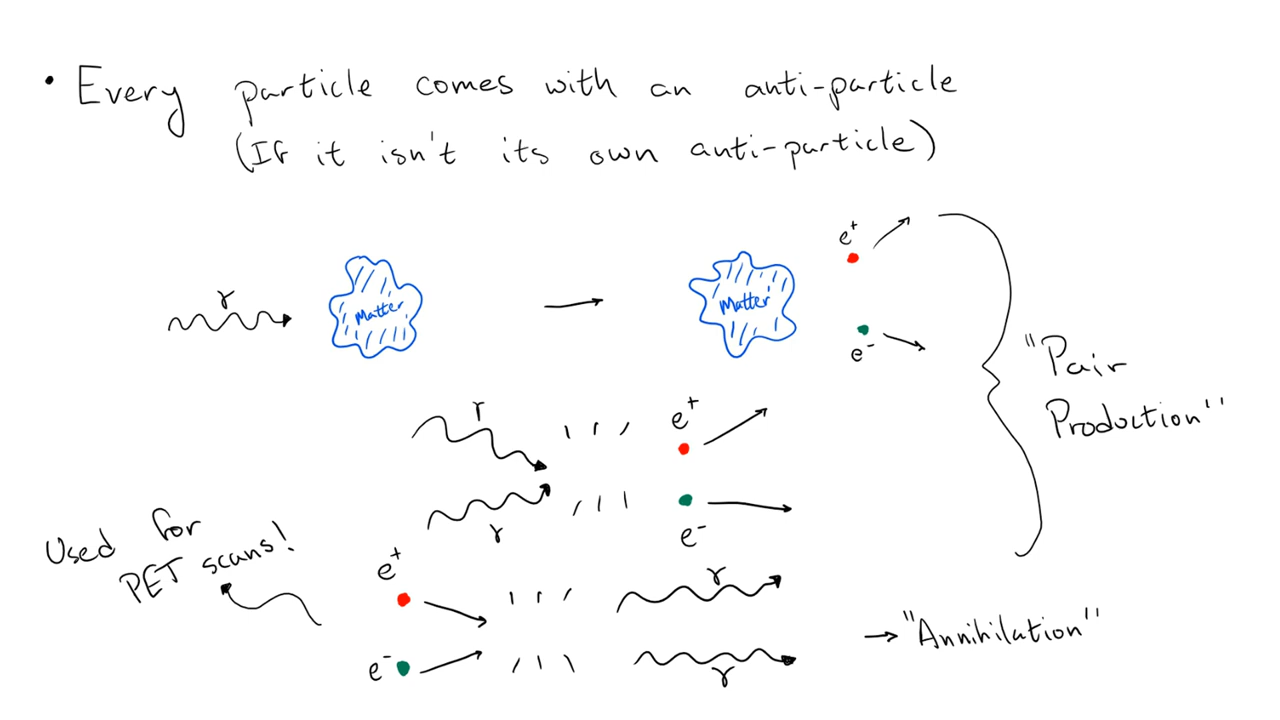 • Every particle comes with an anti-particle
(If it isn't its own anti-particle)
γ
Matter
Matter
e⁺
e⁻
"Pair
Production"
γ
γ
e⁺
e⁻
Used for
PET scans!
e⁺
e⁻
γ
γ
→ "Annihilation"